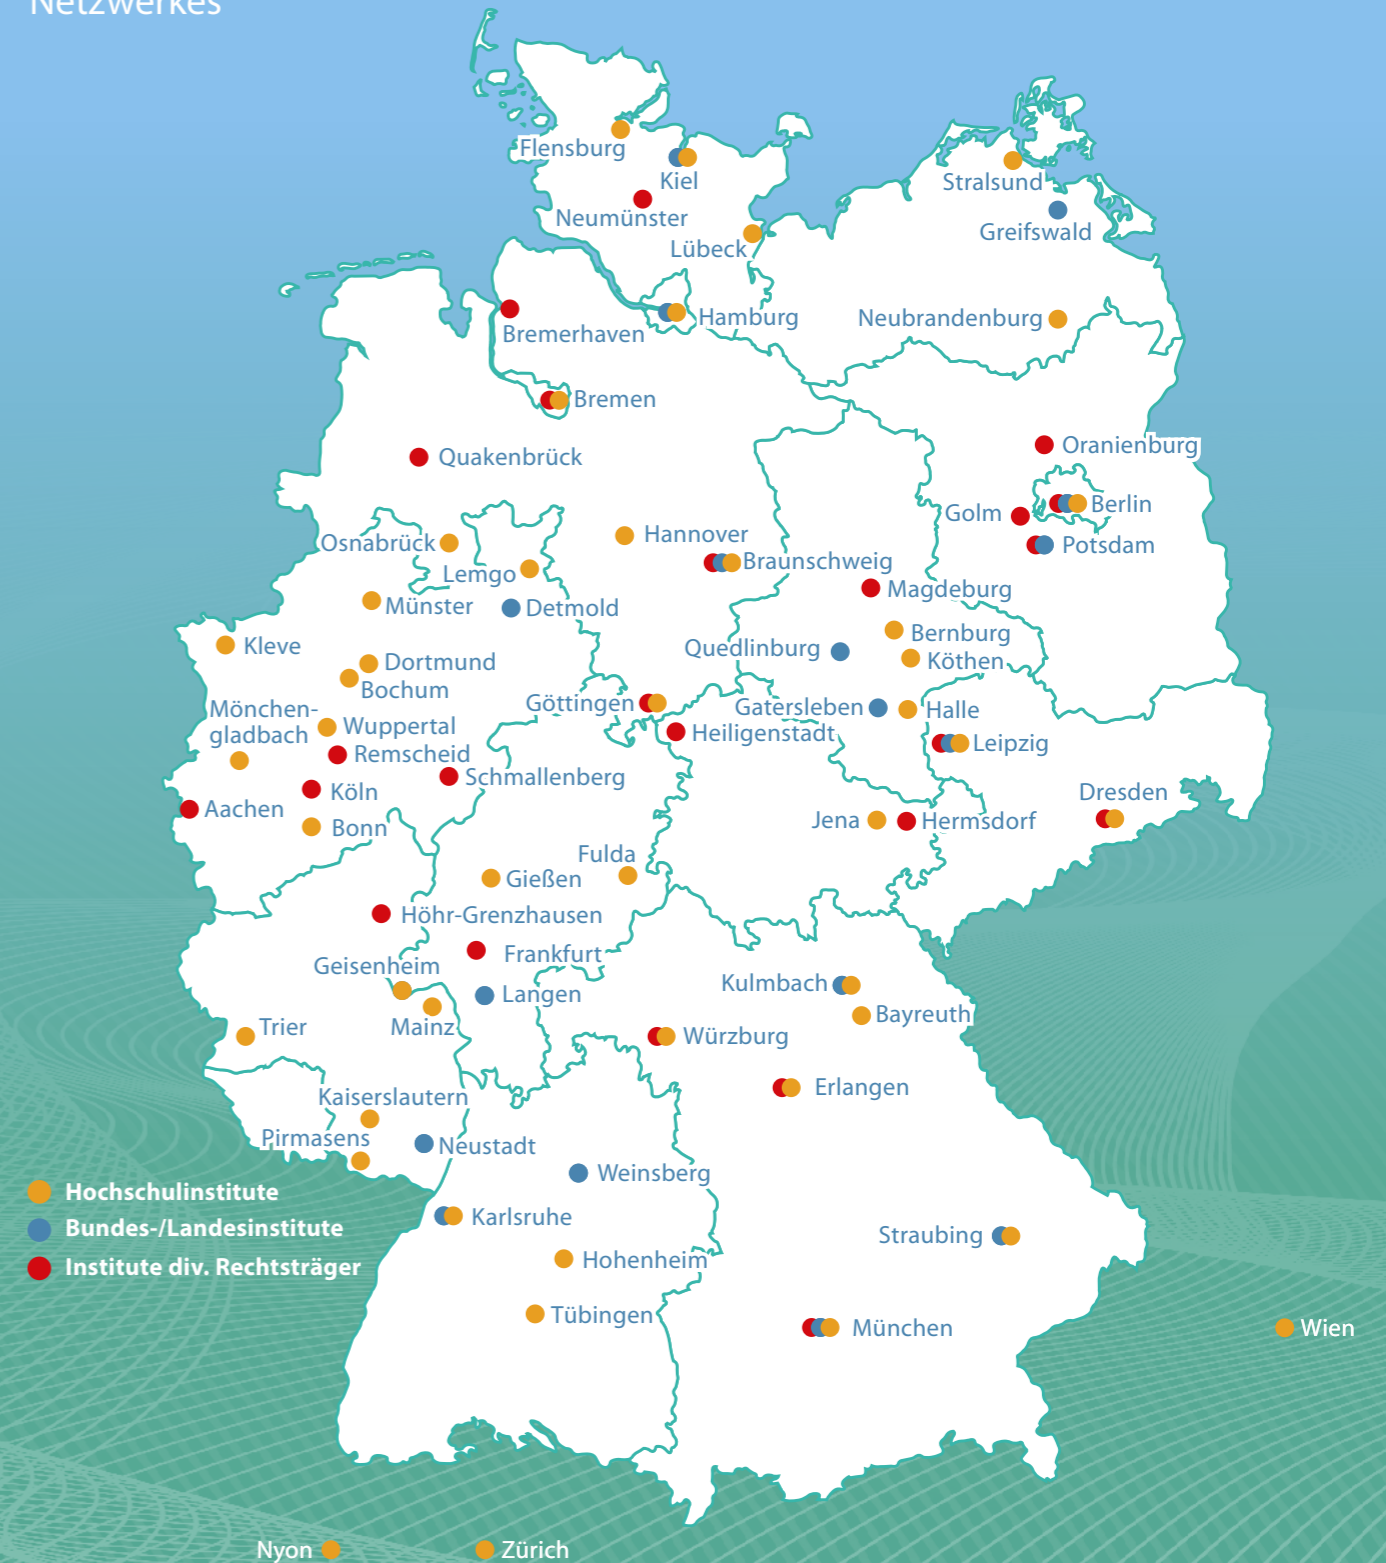 Netzwerkes
Flensburg
Kiel
Stralsund
Neumünster
Greifswald
Lübeck
Hamburg
Neubrandenburg
Bremerhaven
Bremen
Oranienburg
Quakenbrück
Berlin
Golm
Hannover
Osnabrück
Potsdam
Braunschweig
Lemgo
Magdeburg
Münster
Detmold
Bernburg
Kleve
Quedlinburg
Köthen
Dortmund
Bochum
Göttingen
Gatersleben
Halle
Mönchen-
gladbach
Wuppertal
Heiligenstadt
Leipzig
Remscheid
Schmallenberg
Köln
Dresden
Aachen
Bonn
Jena
Hermsdorf
Fulda
Gießen
Höhr-Grenzhausen
Frankfurt
Geisenheim
Kulmbach
Langen
Bayreuth
Trier
Mainz
Würzburg
Erlangen
Kaiserslautern
Pirmasens
Neustadt
Weinsberg
Hochschulinstitute
Bundes-/Landesinstitute
Institute div. Rechtsträger
Karlsruhe
Straubing
Hohenheim
Tübingen
München
Wien
Nyon
Zürich